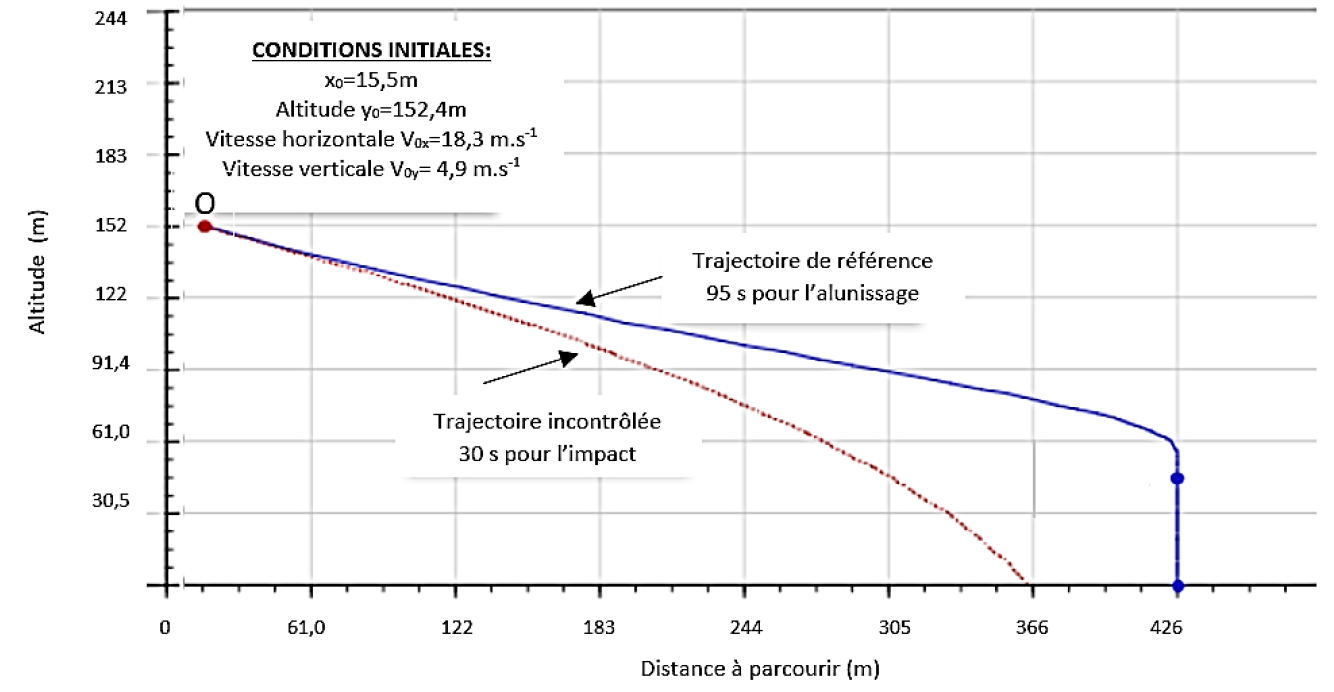 244
213
183
152
122
91,4
61,0
30,5
Altitude (m)
CONDITIONS INITIALES:
x₀=15,5m
Altitude y₀=152,4m
Vitesse horizontale V₀ₓ=18,3 m.s⁻¹
Vitesse verticale V₀y= 4,9 m.s⁻¹
O
Trajectoire de référence
95 s pour l’alunissage
Trajectoire incontrôlée
30 s pour l’impact
0 61,0 122 183 244 305 366 426
Distance à parcourir (m)